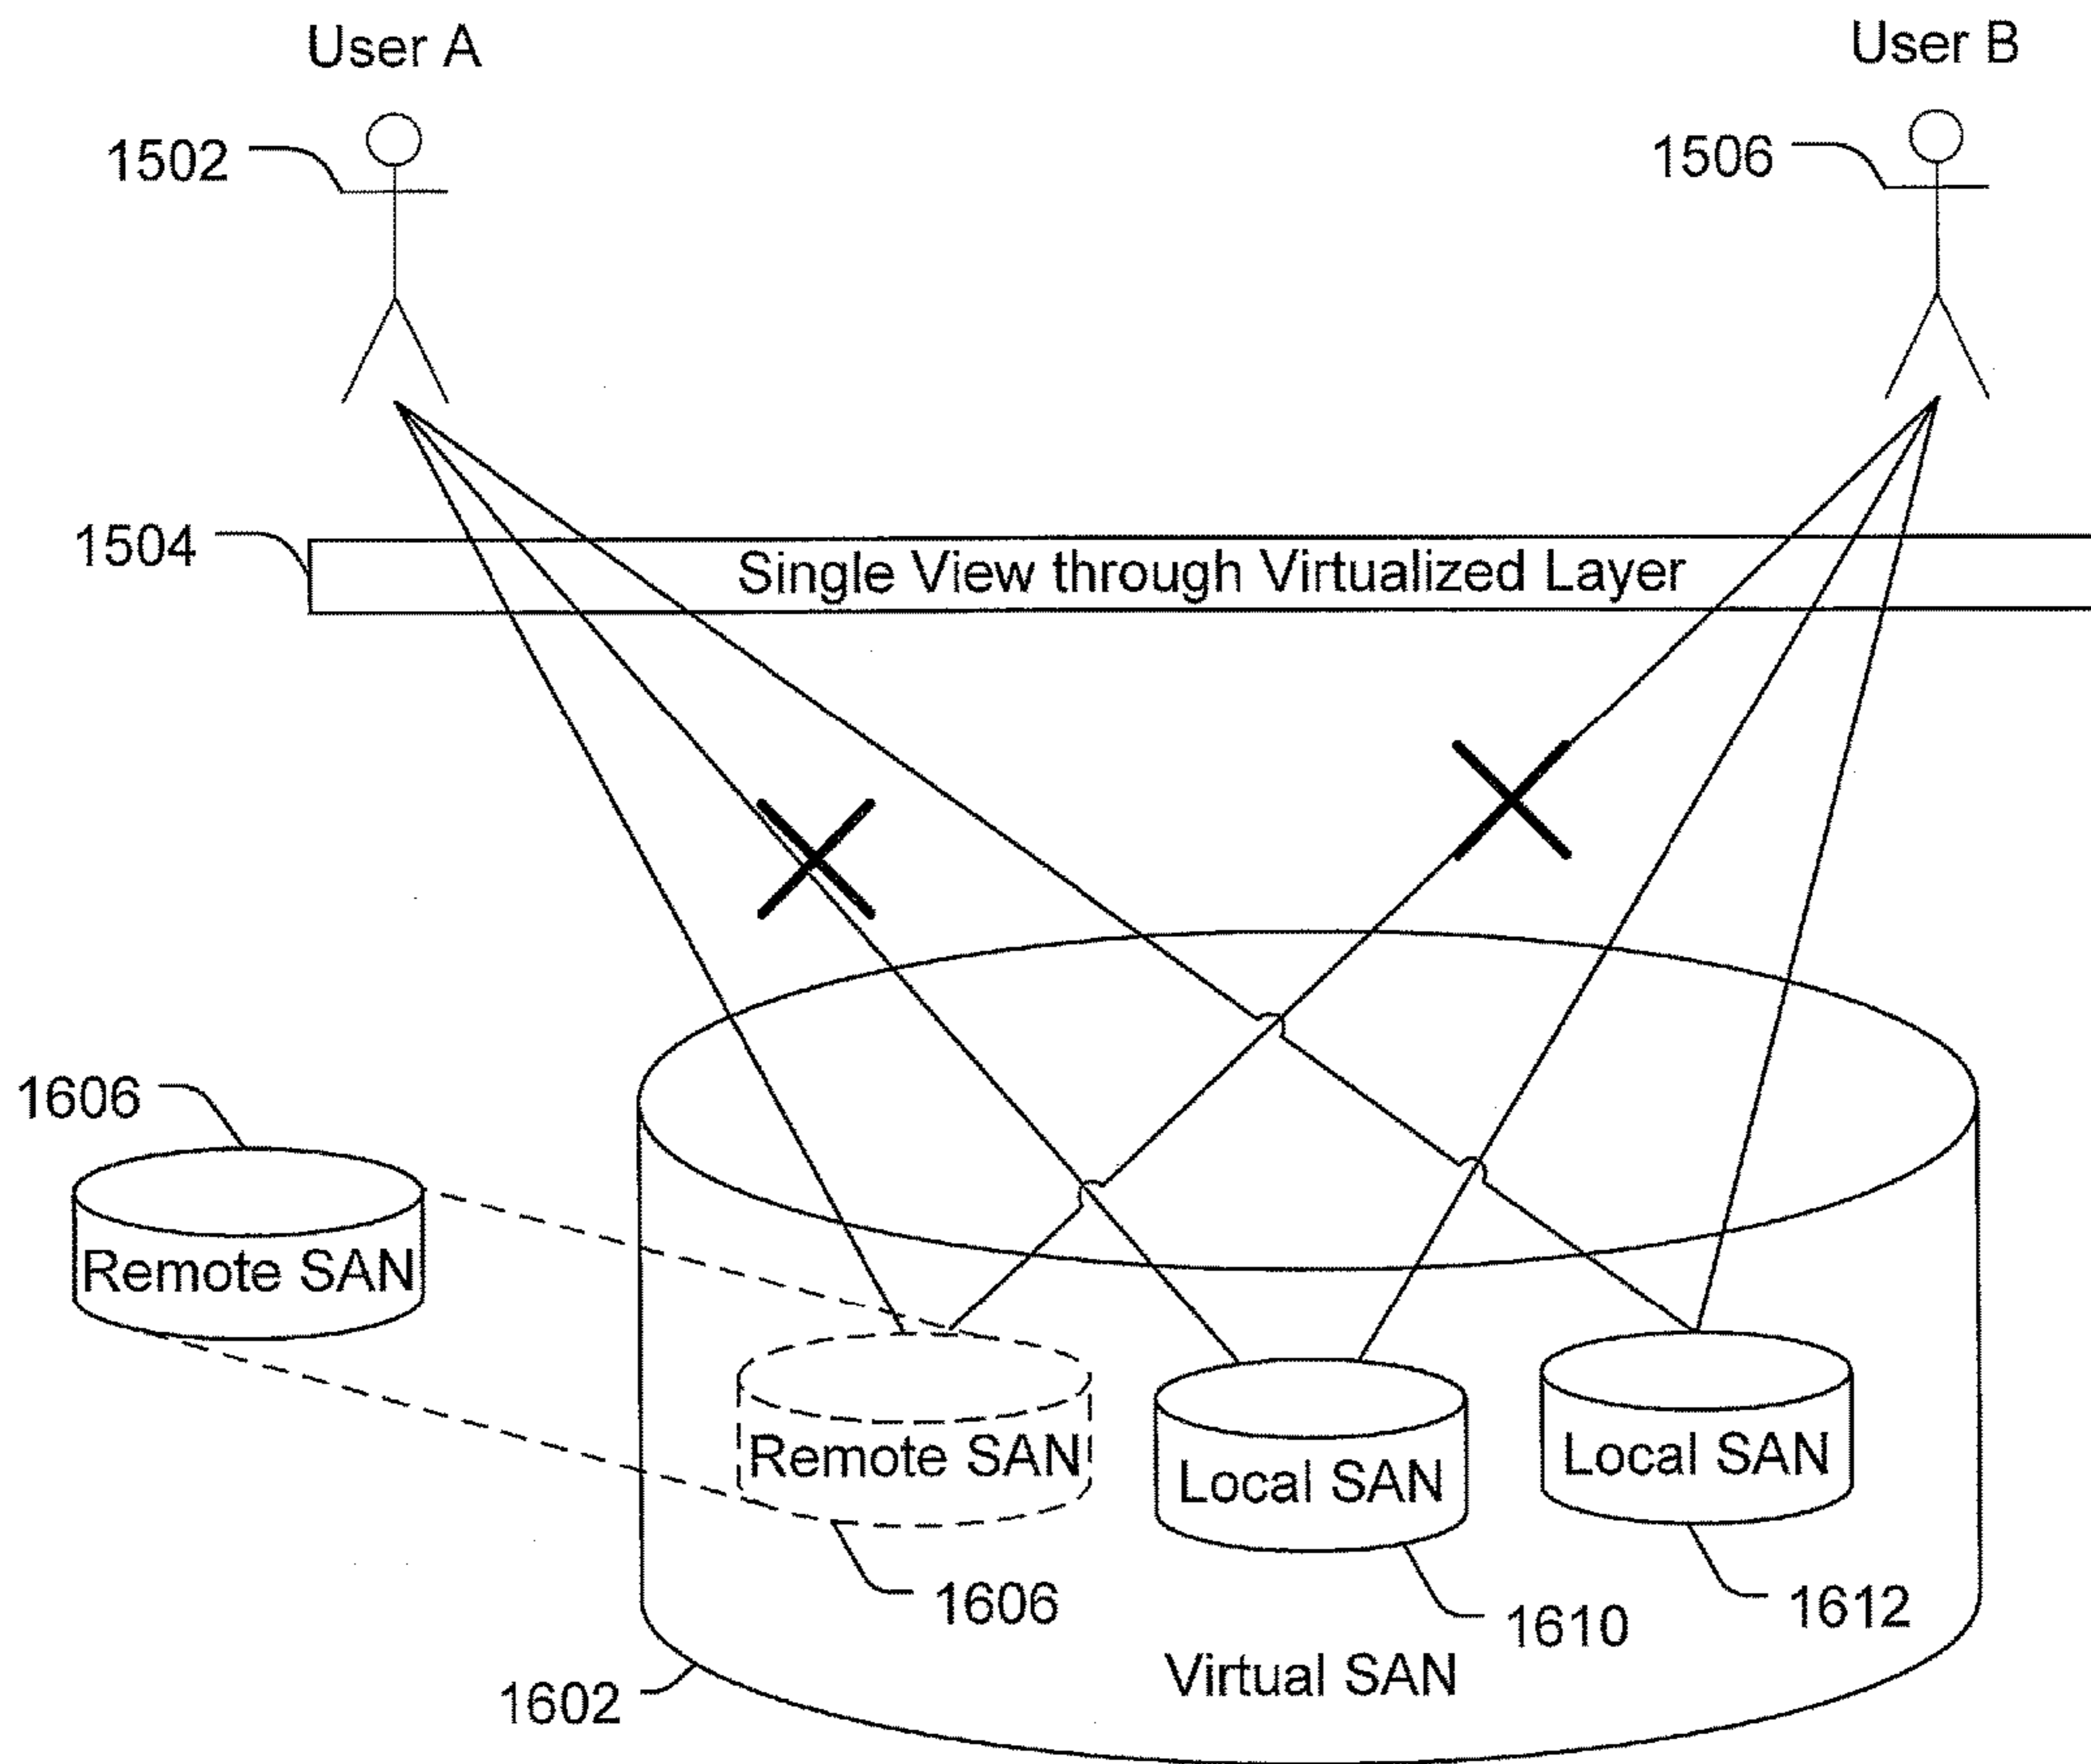 User A
User B
1502
1506
1504
Single View through Virtualized Layer
1606
Remote SAN
Remote SAN
Local SAN
Local SAN
1606
1610
1612
Virtual SAN
1602